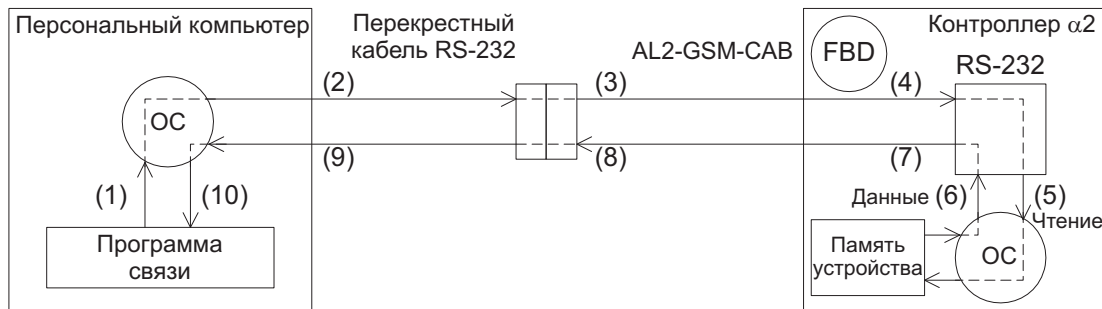 Персональный компьютер
ОС
(1)
(10)
Программа
связи
Перекрестный
кабель RS-232
(2)
(9)
AL2-GSM-CAB
(3)
(8)
Контроллер α2
FBD
RS-232
(4)
(7)
Данные (6)
(5)
Чтение
Память
устройства
ОС